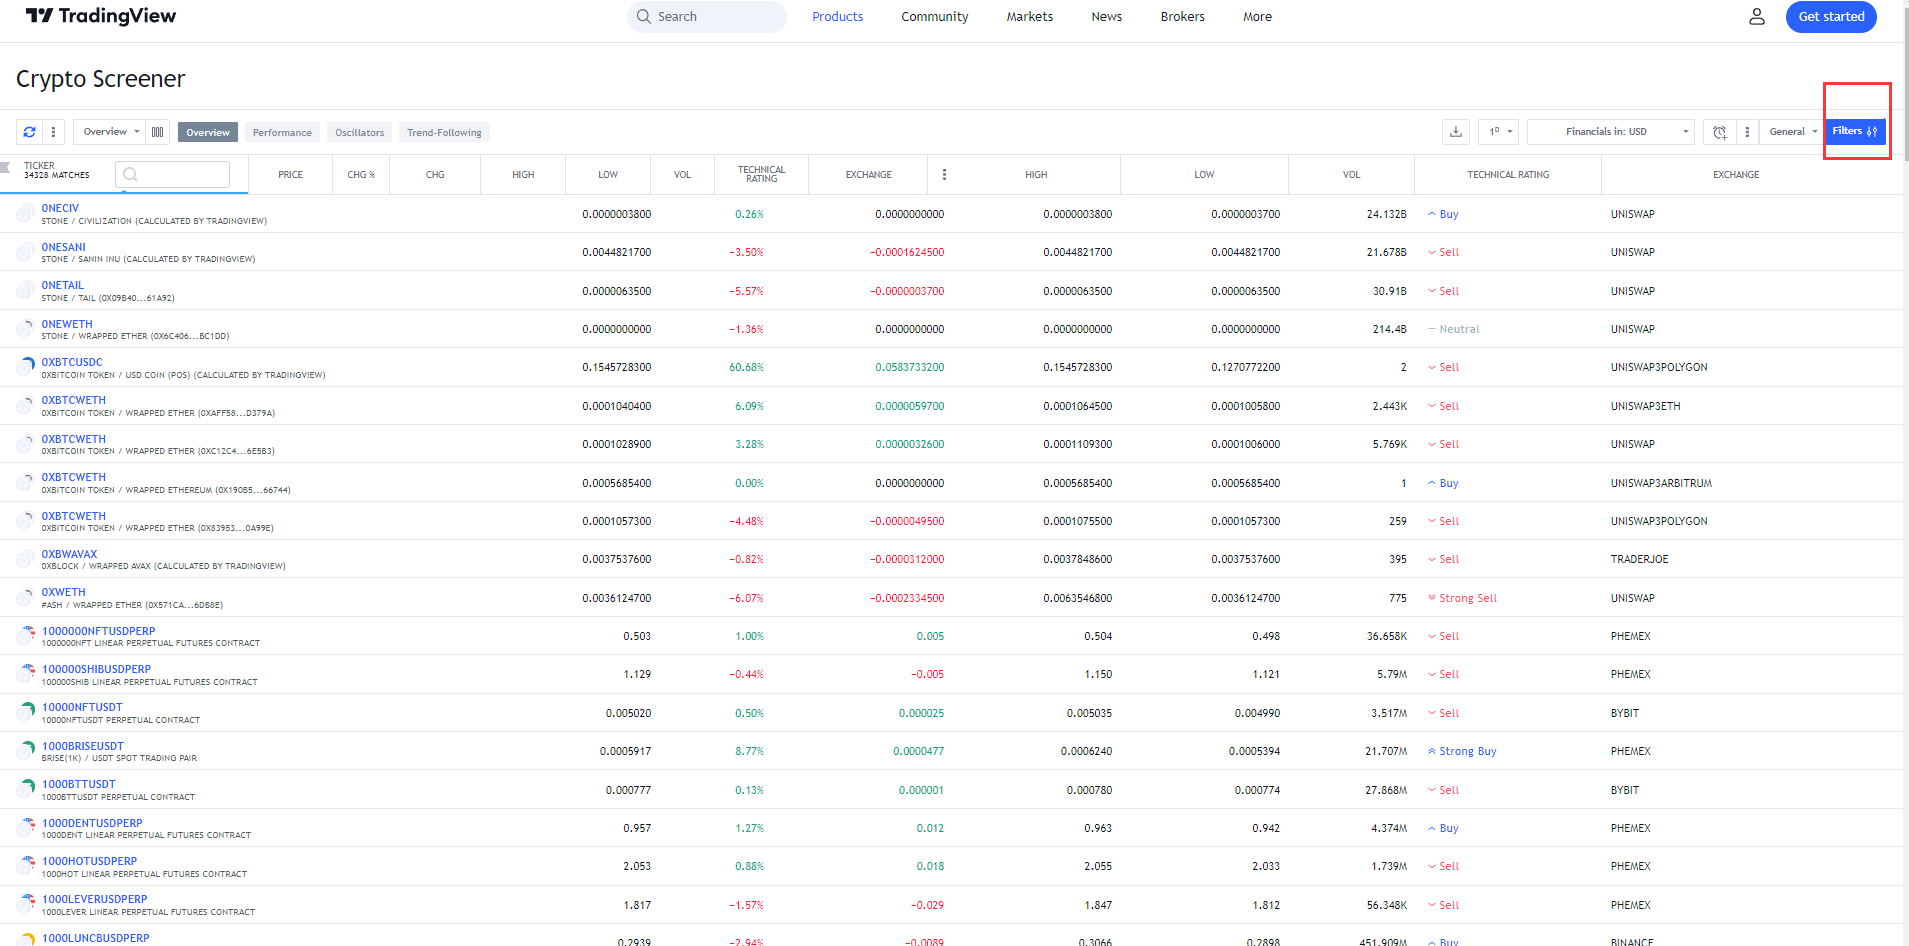 TradingView
Search
Products
Community
Markets
News
Brokers
More
Get started
Crypto Screener
Overview
Overview
Performance
Oscillators
Trend-Following
1D
Financials in: USD
General
Filters
TICKER
34328 MATCHES
PRICE CHG % CHG HIGH LOW VOL TECHNICAL RATING EXCHANGE HIGH LOW VOL TECHNICAL RATING EXCHANGE
0NECIV 0.0000003800 0.26% 0.0000000000 0.0000003800 0.0000003700 24.132B Buy UNISWAP
STONE / CIVILIZATION (CALCULATED BY TRADINGVIEW)
0NESANI 0.0044821700 −3.50% −0.0001624500 0.0044821700 0.0044821700 21.678B Sell UNISWAP
STONE / SANIN INU (CALCULATED BY TRADINGVIEW)
0NETAIL 0.0000063500 −5.57% −0.0000003700 0.0000063500 0.0000063500 30.91B Sell UNISWAP
STONE / TAIL (0X09B40...61A92)
0NEWETH 0.0000000000 −1.36% 0.0000000000 0.0000000000 0.0000000000 214.4B Neutral UNISWAP
STONE / WRAPPED ETHER (0X6C406...BC1DD)
0XBTCUSDC 0.1545728300 60.68% 0.0583733200 0.1545728300 0.1270772200 2 Sell UNISWAP3POLYGON
0XBITCOIN TOKEN / USD COIN (POS) (CALCULATED BY TRADINGVIEW)
0XBTCWETH 0.0001040400 6.09% 0.0000059700 0.0001064500 0.0001005800 2.443K Sell UNISWAP3ETH
0XBITCOIN TOKEN / WRAPPED ETHER (0XAFF58...D379A)
0XBTCWETH 0.0001028900 3.28% 0.0000032600 0.0001109300 0.0001006000 5.769K Sell UNISWAP
0XBITCOIN TOKEN / WRAPPED ETHER (0XC12C4...6E5B3)
0XBTCWETH 0.0005685400 0.00% 0.0000000000 0.0005685400 0.0005685400 1 Buy UNISWAP3ARBITRUM
0XBITCOIN TOKEN / WRAPPED ETHEREUM (0X190B5...66744)
0XBTCWETH 0.0001057300 −4.48% −0.0000049500 0.0001075500 0.0001057300 259 Sell UNISWAP3POLYGON
0XBITCOIN TOKEN / WRAPPED ETHER (0X83953...0A99E)
0XBWAVAX 0.0037537600 −0.82% −0.0000312000 0.0037848600 0.0037537600 395 Sell TRADERJOE
0XBLOCK / WRAPPED AVAX (CALCULATED BY TRADINGVIEW)
0XWETH 0.0036124700 −6.07% −0.0002334500 0.0063546800 0.0036124700 775 Strong Sell UNISWAP
#ASH / WRAPPED ETHER (0X571CA...6DB8E)
1000000NFTUSDPERP 0.503 1.00% 0.005 0.504 0.498 36.658K Sell PHEMEX
1000000NFT LINEAR PERPETUAL FUTURES CONTRACT
100000SHIBUSDPERP 1.129 −0.44% −0.005 1.150 1.121 5.79M Sell PHEMEX
100000SHIB LINEAR PERPETUAL FUTURES CONTRACT
10000NFTUSDT 0.005020 0.50% 0.000025 0.005035 0.004990 3.517M Sell BYBIT
10000NFTUSDT PERPETUAL CONTRACT
1000BRISEUSDT 0.0005917 8.77% 0.0000477 0.0006240 0.0005394 21.707M Strong Buy PHEMEX
BRISE(1K) / USDT SPOT TRADING PAIR
1000BTTUSDT 0.000777 0.13% 0.000001 0.000780 0.000774 27.868M Sell BYBIT
1000BTTUSDT PERPETUAL CONTRACT
1000DENTUSDPERP 0.957 1.27% 0.012 0.963 0.942 4.374M Buy PHEMEX
1000DENT LINEAR PERPETUAL FUTURES CONTRACT
1000HOTUSDPERP 2.053 0.88% 0.018 2.055 2.033 1.739M Sell PHEMEX
1000HOT LINEAR PERPETUAL FUTURES CONTRACT
1000LEVERUSDPERP 1.817 −1.57% −0.029 1.847 1.812 56.348K Sell PHEMEX
1000LEVER LINEAR PERPETUAL FUTURES CONTRACT
1000LUNCBUSDPERP 0.2939 −2.94% −0.0089 0.3066 0.2898 451.909M Buy BINANCE